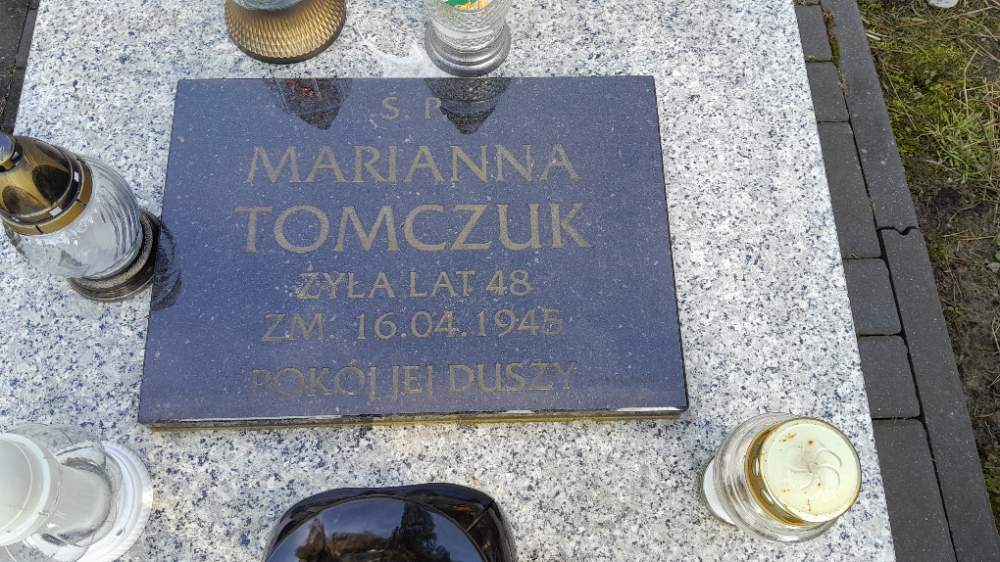 Ś. P.
MARIANNA
TOMCZUK
ŻYŁA LAT 48
ZM. 16.04.1945
POKÓJ JEJ DUSZY